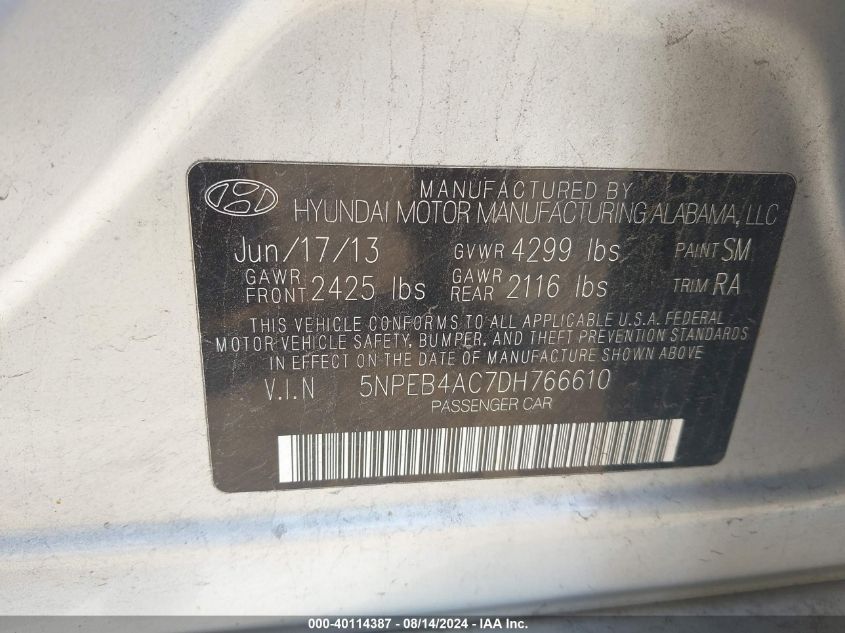 MANUFACTURED BY
HYUNDAI MOTOR MANUFACTURING ALABAMA, LLC
Jun/17/13 GVWR 4299 lbs PAINT SM
GAWR FRONT 2425 lbs GAWR REAR 2116 lbs TRIM RA
THIS VEHICLE CONFORMS TO ALL APPLICABLE U.S.A. FEDERAL
MOTOR VEHICLE SAFETY, BUMPER, AND THEFT PREVENTION STANDARDS
IN EFFECT ON THE DATE OF MANUFACTURE SHOWN ABOVE
V.I.N 5NPEB4AC7DH766610
PASSENGER CAR
000-40114387 - 08/14/2024 - iaai.com